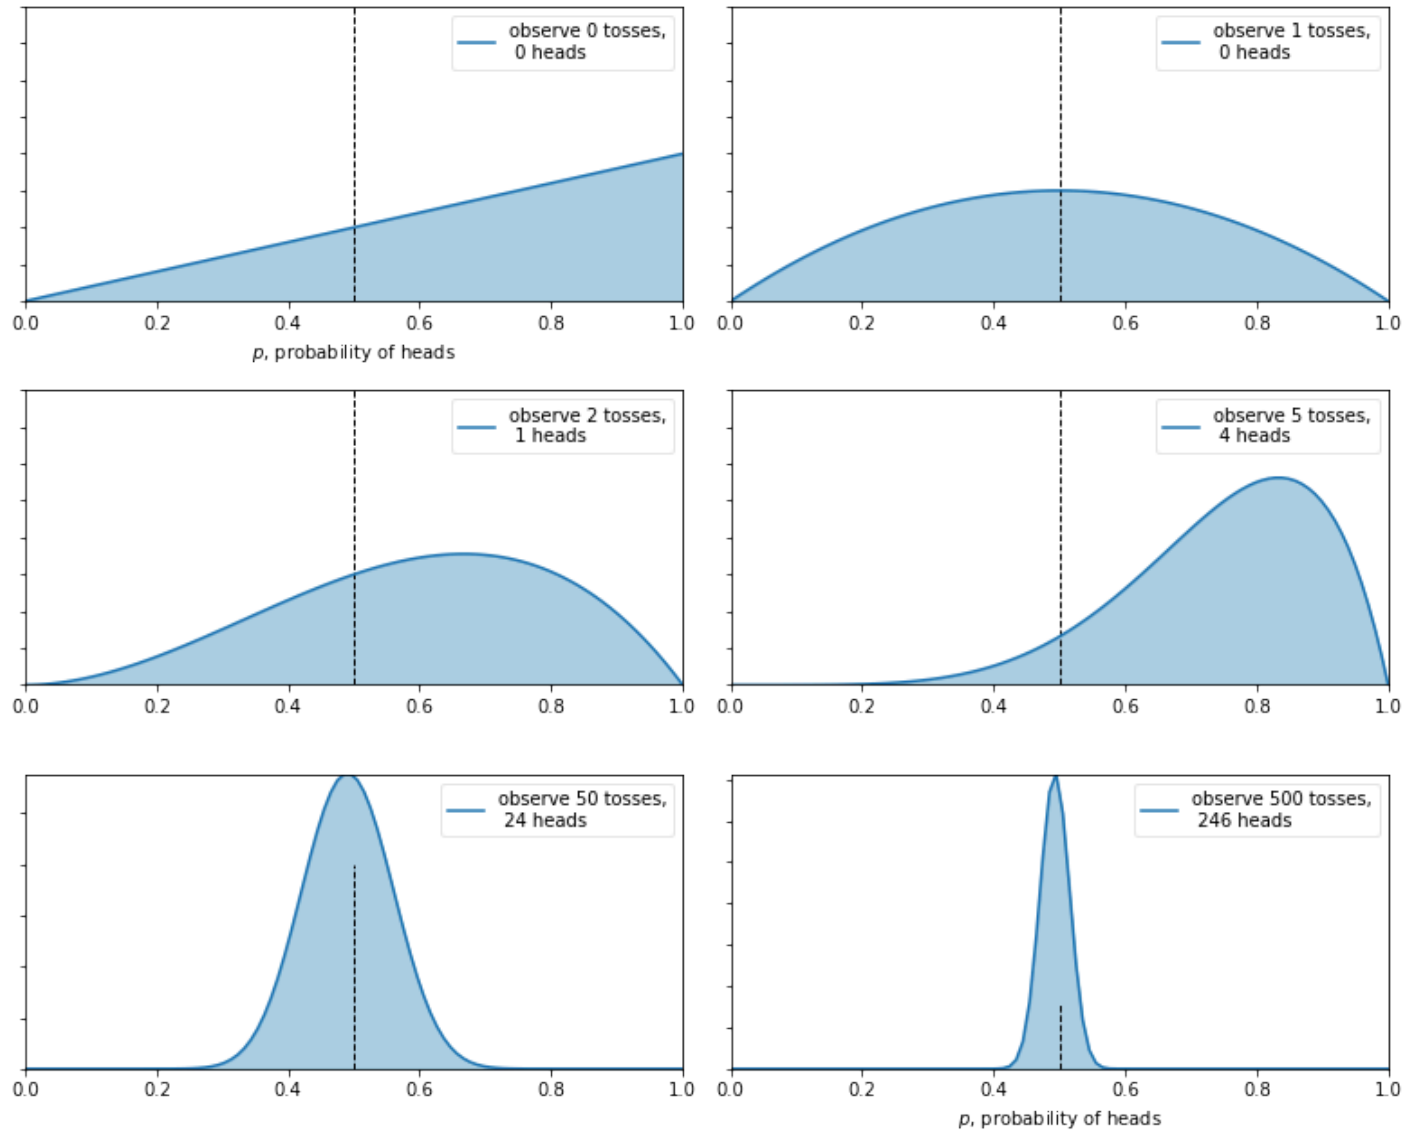 observe 0 tosses,
0 heads
0.0 0.2 0.4 0.6 0.8 1.0
p, probability of heads
observe 1 tosses,
0 heads
0.0 0.2 0.4 0.6 0.8 1.0
observe 2 tosses,
1 heads
0.0 0.2 0.4 0.6 0.8 1.0
observe 5 tosses,
4 heads
0.0 0.2 0.4 0.6 0.8 1.0
observe 50 tosses,
24 heads
0.0 0.2 0.4 0.6 0.8 1.0
observe 500 tosses,
246 heads
0.0 0.2 0.4 0.6 0.8 1.0
p, probability of heads